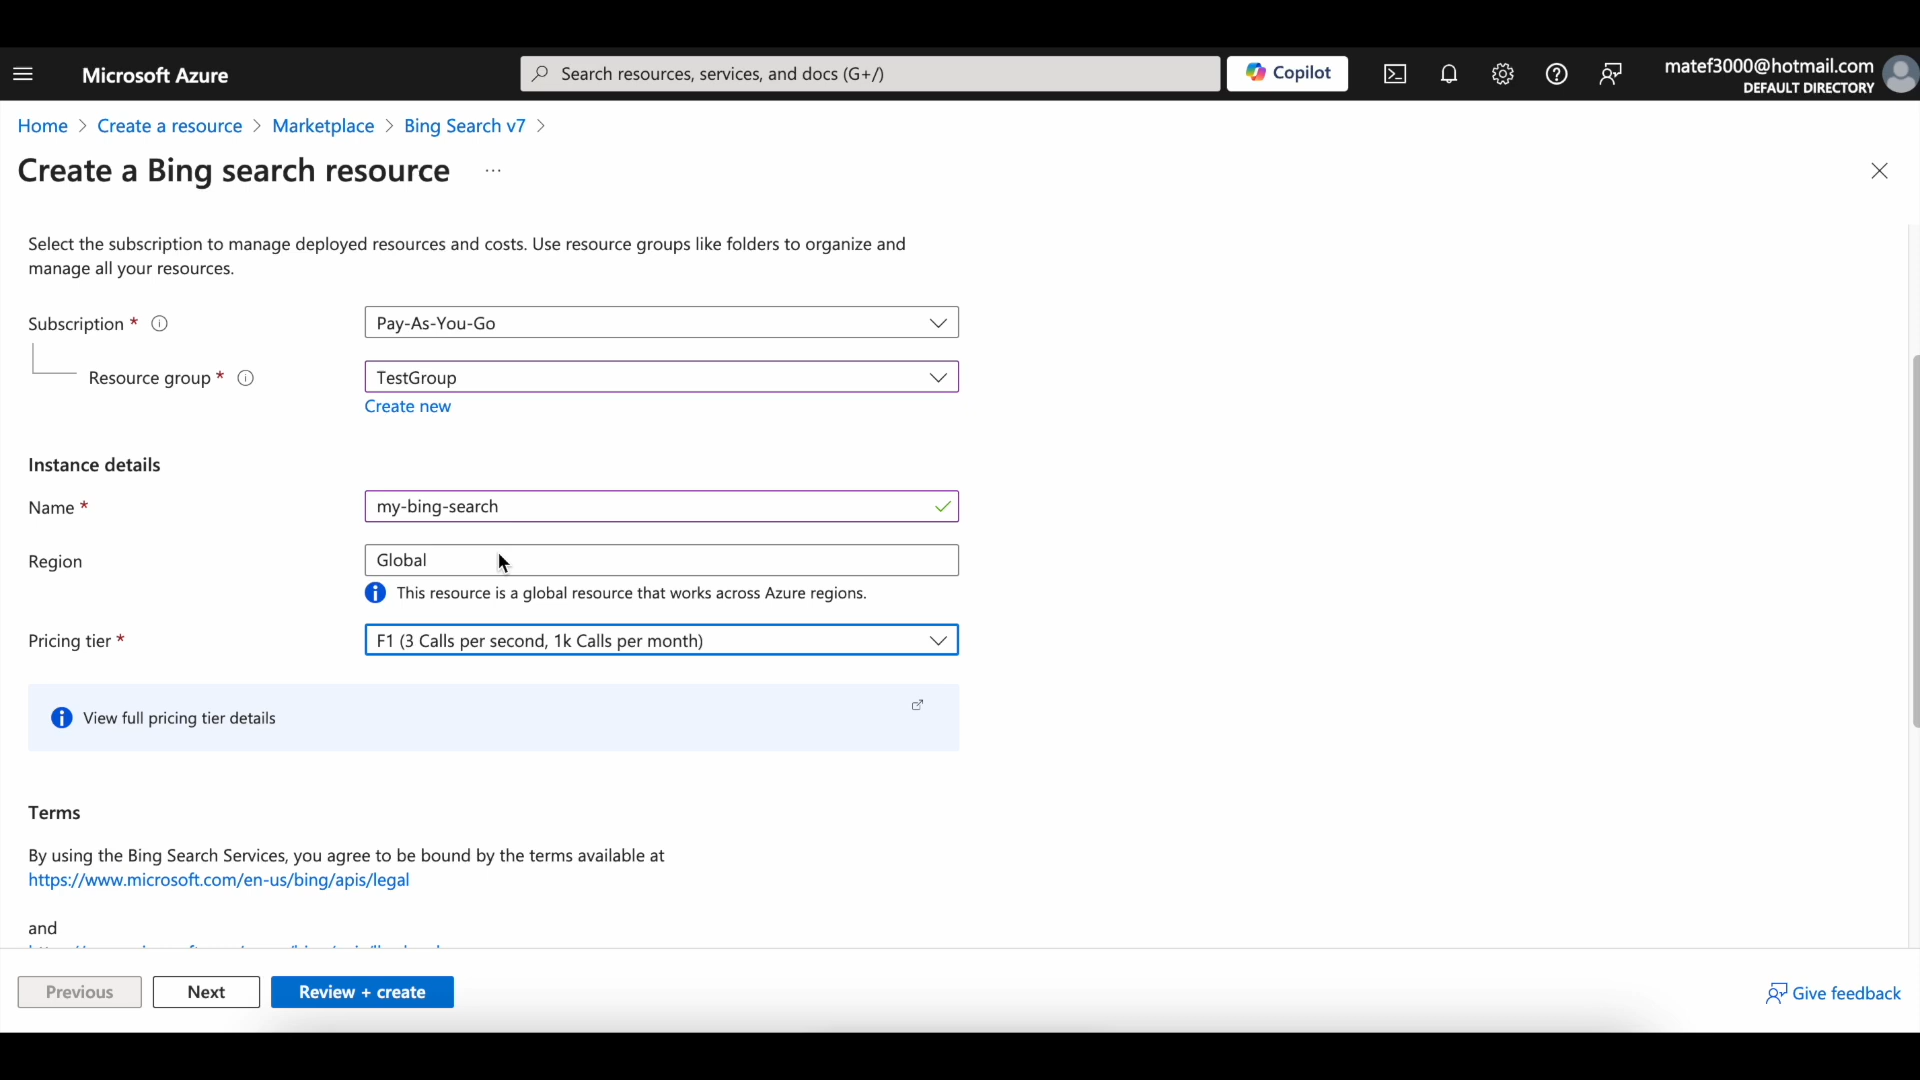 Microsoft Azure
Search resources, services, and docs (G+/)
Copilot
matef3000@hotmail.com
DEFAULT DIRECTORY
Home > Create a resource > Marketplace > Bing Search v7 >
Create a Bing search resource ...
Select the subscription to manage deployed resources and costs. Use resource groups like folders to organize and
manage all your resources.
Subscription *
Pay-As-You-Go
Resource group *
TestGroup
Create new
Instance details
Name *
my-bing-search
Region
Global
This resource is a global resource that works across Azure regions.
Pricing tier *
F1 (3 Calls per second, 1k Calls per month)
View full pricing tier details
Terms
By using the Bing Search Services, you agree to be bound by the terms available at
https://www.microsoft.com/en-us/bing/apis/legal
and
Previous
Next
Review + create
Give feedback